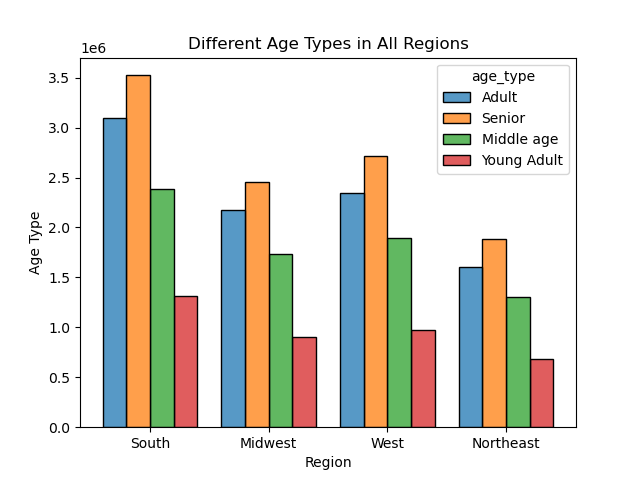 Different Age Types in All Regions
1e6
3.5
3.0
2.5
2.0
1.5
1.0
0.5
0.0
Age Type
age_type
Adult
Senior
Middle age
Young Adult
South Midwest West Northeast
Region